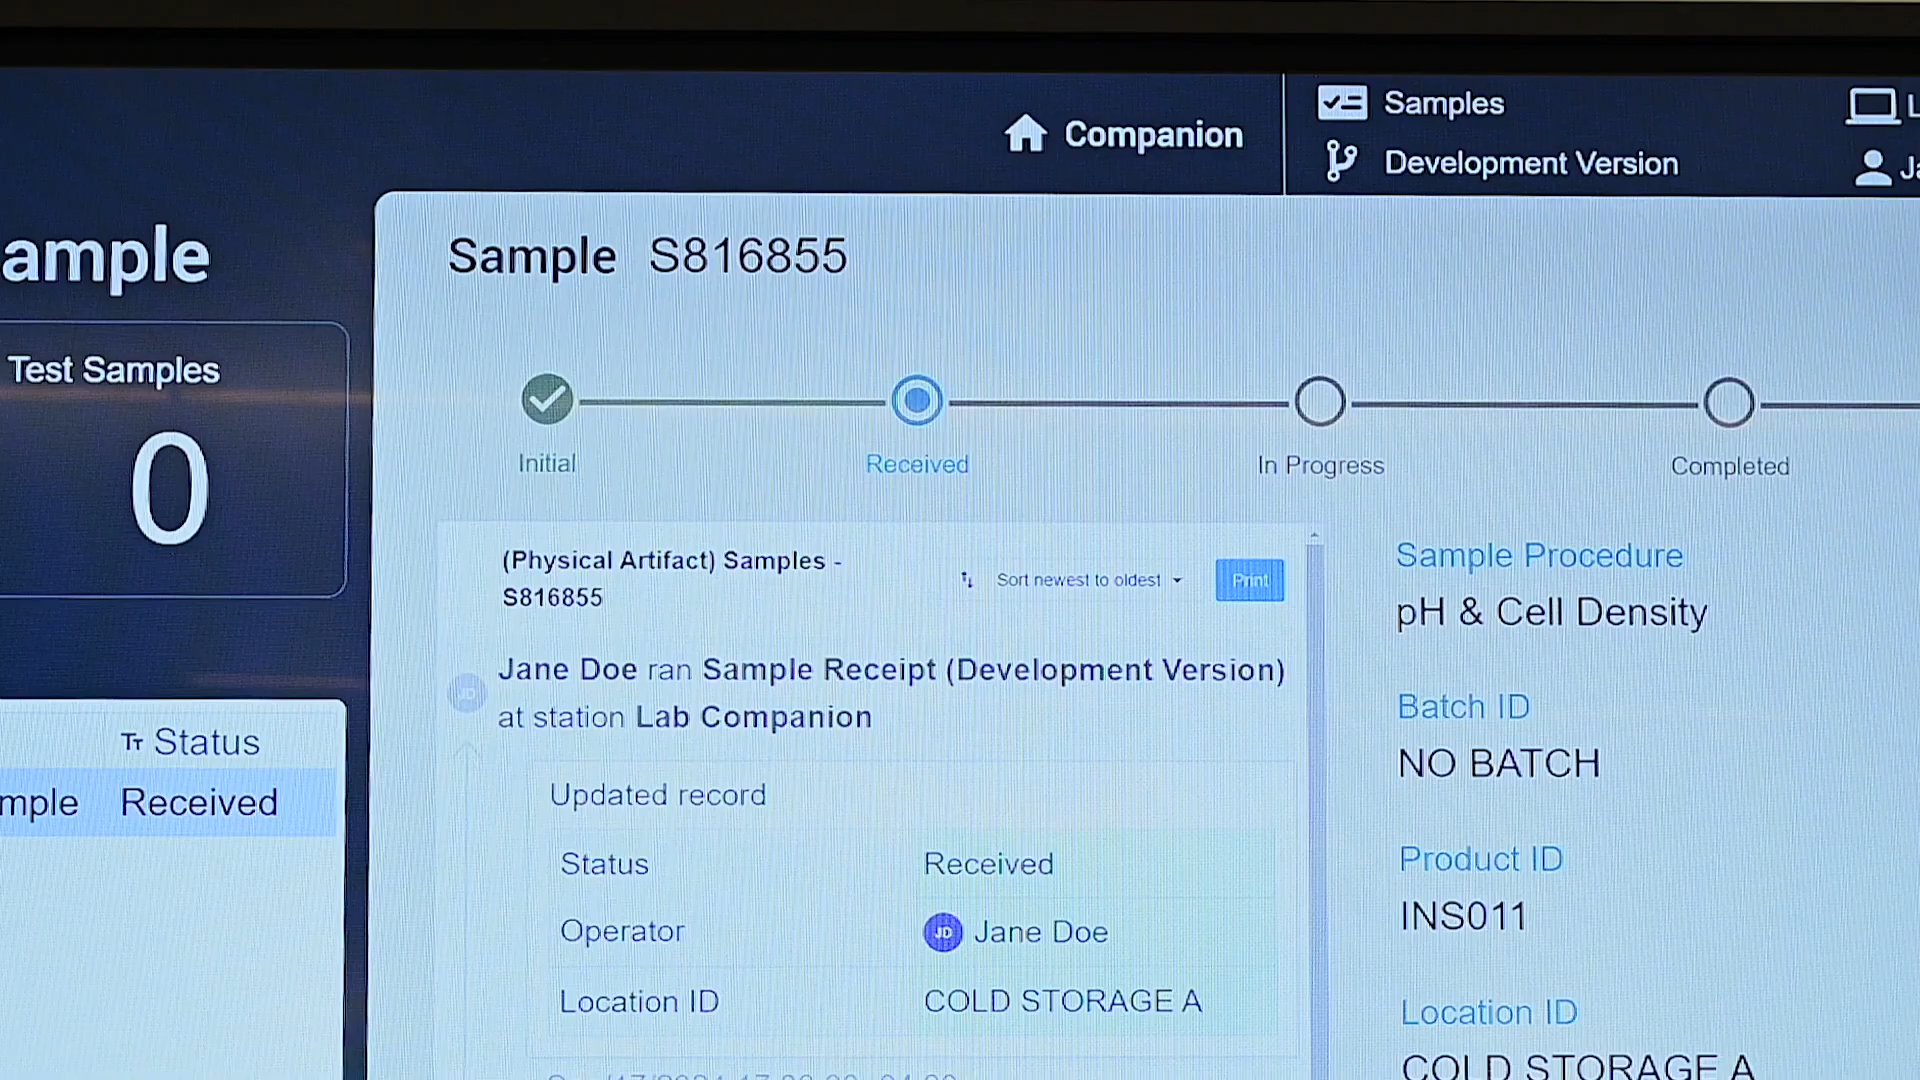 Companion
Samples
Development Version
ample
Sample S816855
Test Samples
0
Initial
Received
In Progress
Completed
(Physical Artifact) Samples -
S816855
Sort newest to oldest
Print
JD
Jane Doe ran Sample Receipt (Development Version)
at station Lab Companion
Updated record
Status Received
Operator JD Jane Doe
Location ID COLD STORAGE A
Sample Procedure
pH & Cell Density
Batch ID
NO BATCH
Product ID
INS011
Location ID
COLD STORAGE A
Tt Status
mple Received